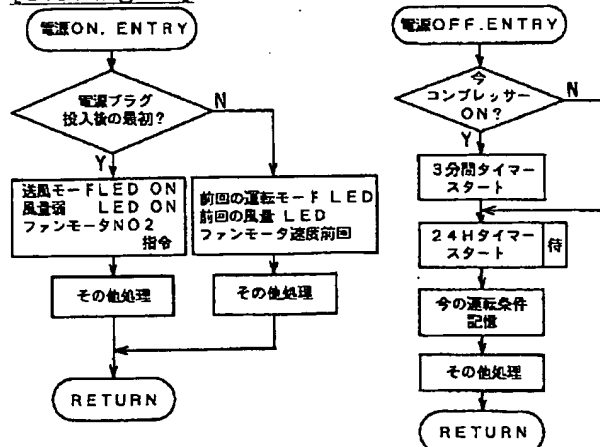 電源ON. ENTRY
電源プラグ
投入後の最初?
N
Y
送風モードLED ON
風量弱 LED ON
ファンモータNO2
指令
その他処理
前回の運転モード LED
前回の風量 LED
ファンモータ速度前回
その他処理
RETURN
電源OFF.ENTRY
今
コンプレッサー
ON?
N
Y
3分間タイマー
スタート
24Hタイマー
スタート
待
今の運転条件
記憶
その他処理
RETURN